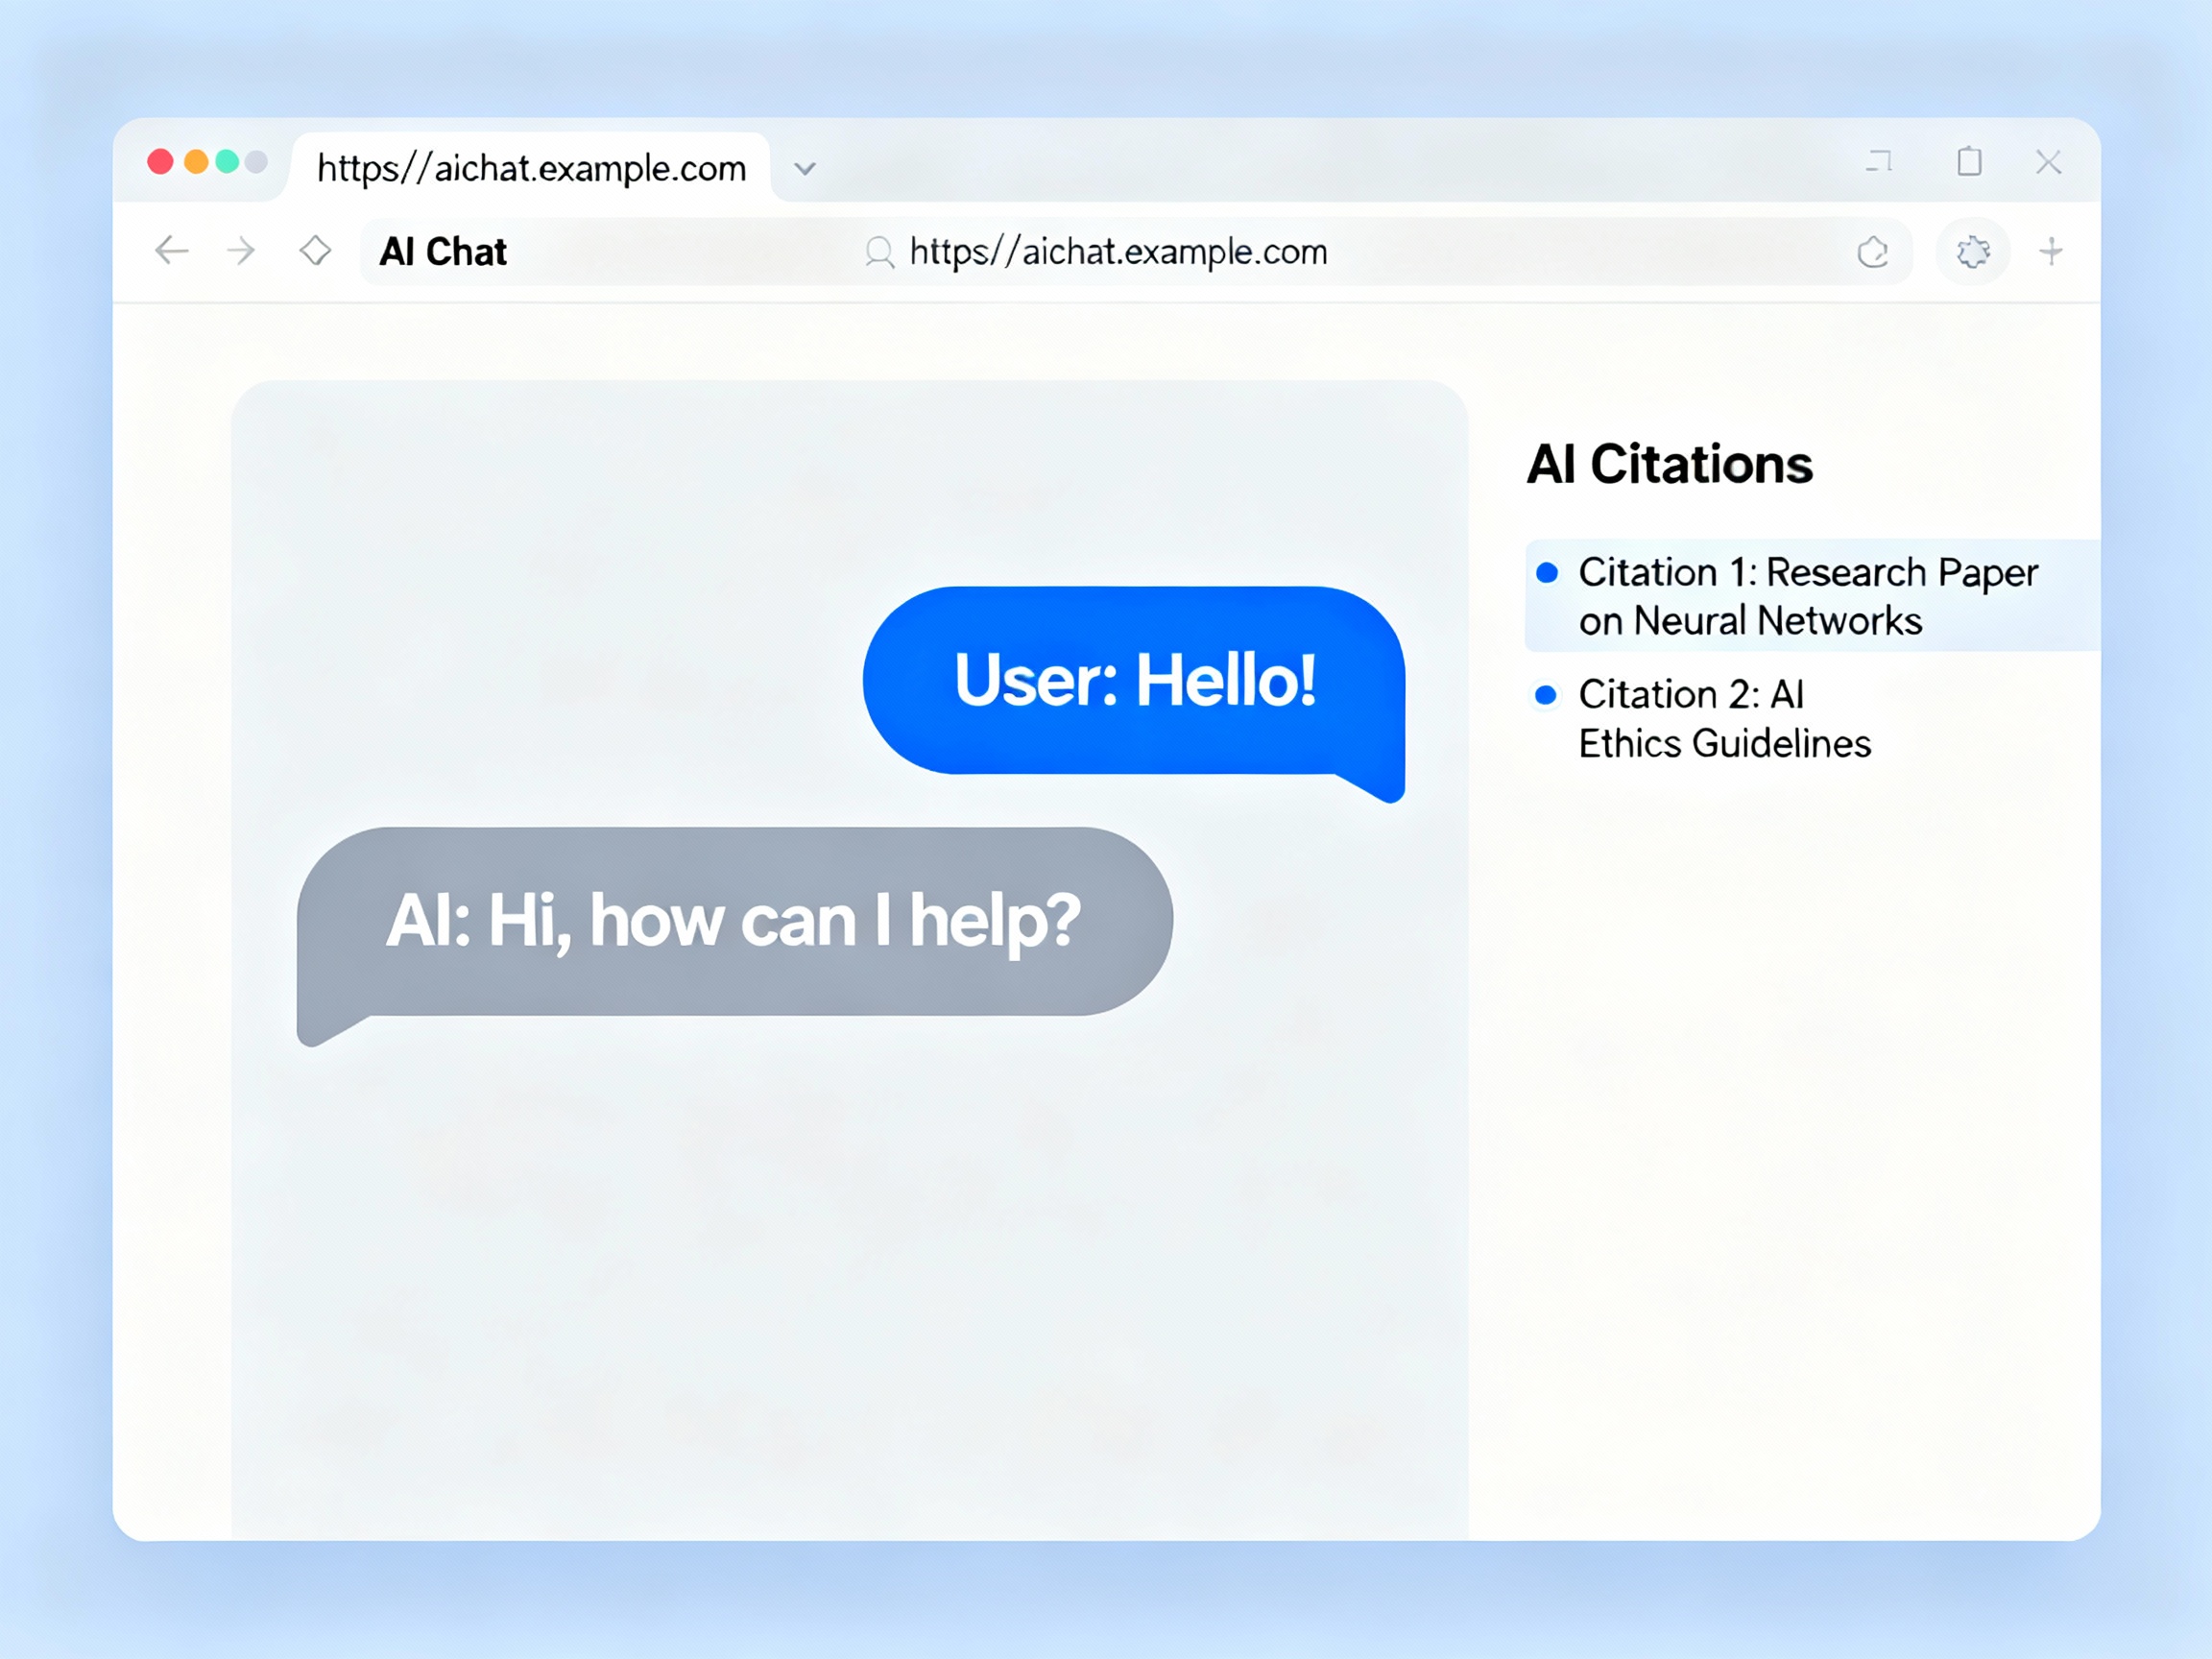 https//aichat.example.com
AI Chat
https//aichat.example.com
User: Hello!
AI: Hi, how can I help?
AI Citations
Citation 1: Research Paper
on Neural Networks
Citation 2: AI
Ethics Guidelines